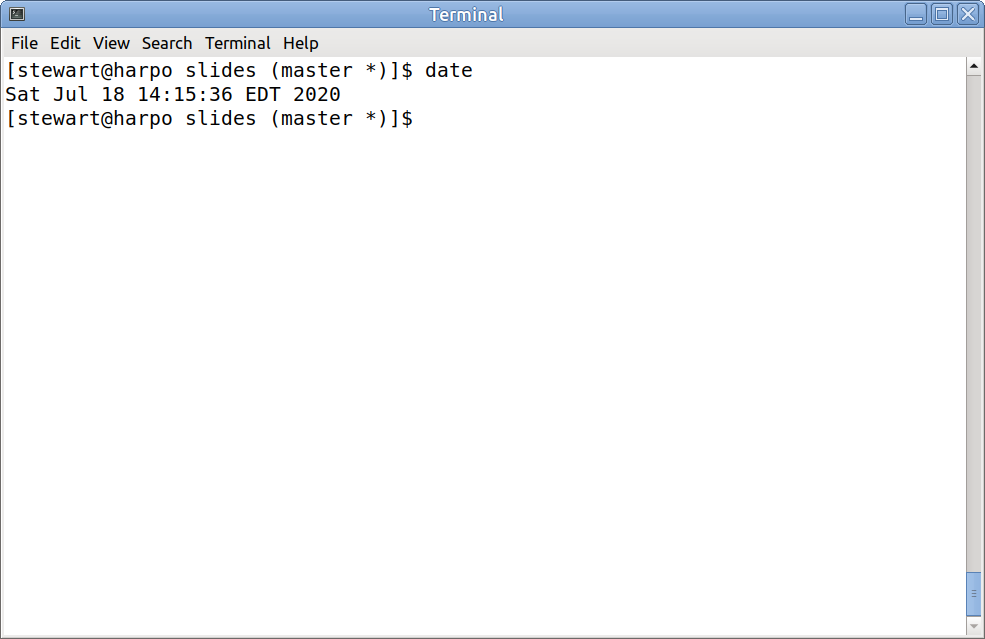 Terminal
File Edit View Search Terminal Help
[stewart@harpo slides (master *)]$ date
Sat Jul 18 14:15:36 EDT 2020
[stewart@harpo slides (master *)]$